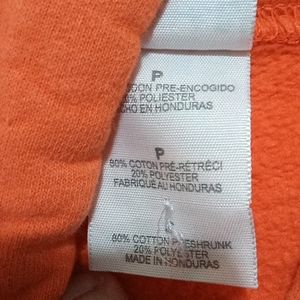 P
PRE-ENCOGIDO
POLIESTER
EN HONDURAS
P
80% COTON PRÉ-RÉTRÉCI
20% POLYESTER
FABRIQUÉ AU HONDURAS
80% COTTON PRESHRUNK
20% POLYESTER
MADE IN HONDURAS